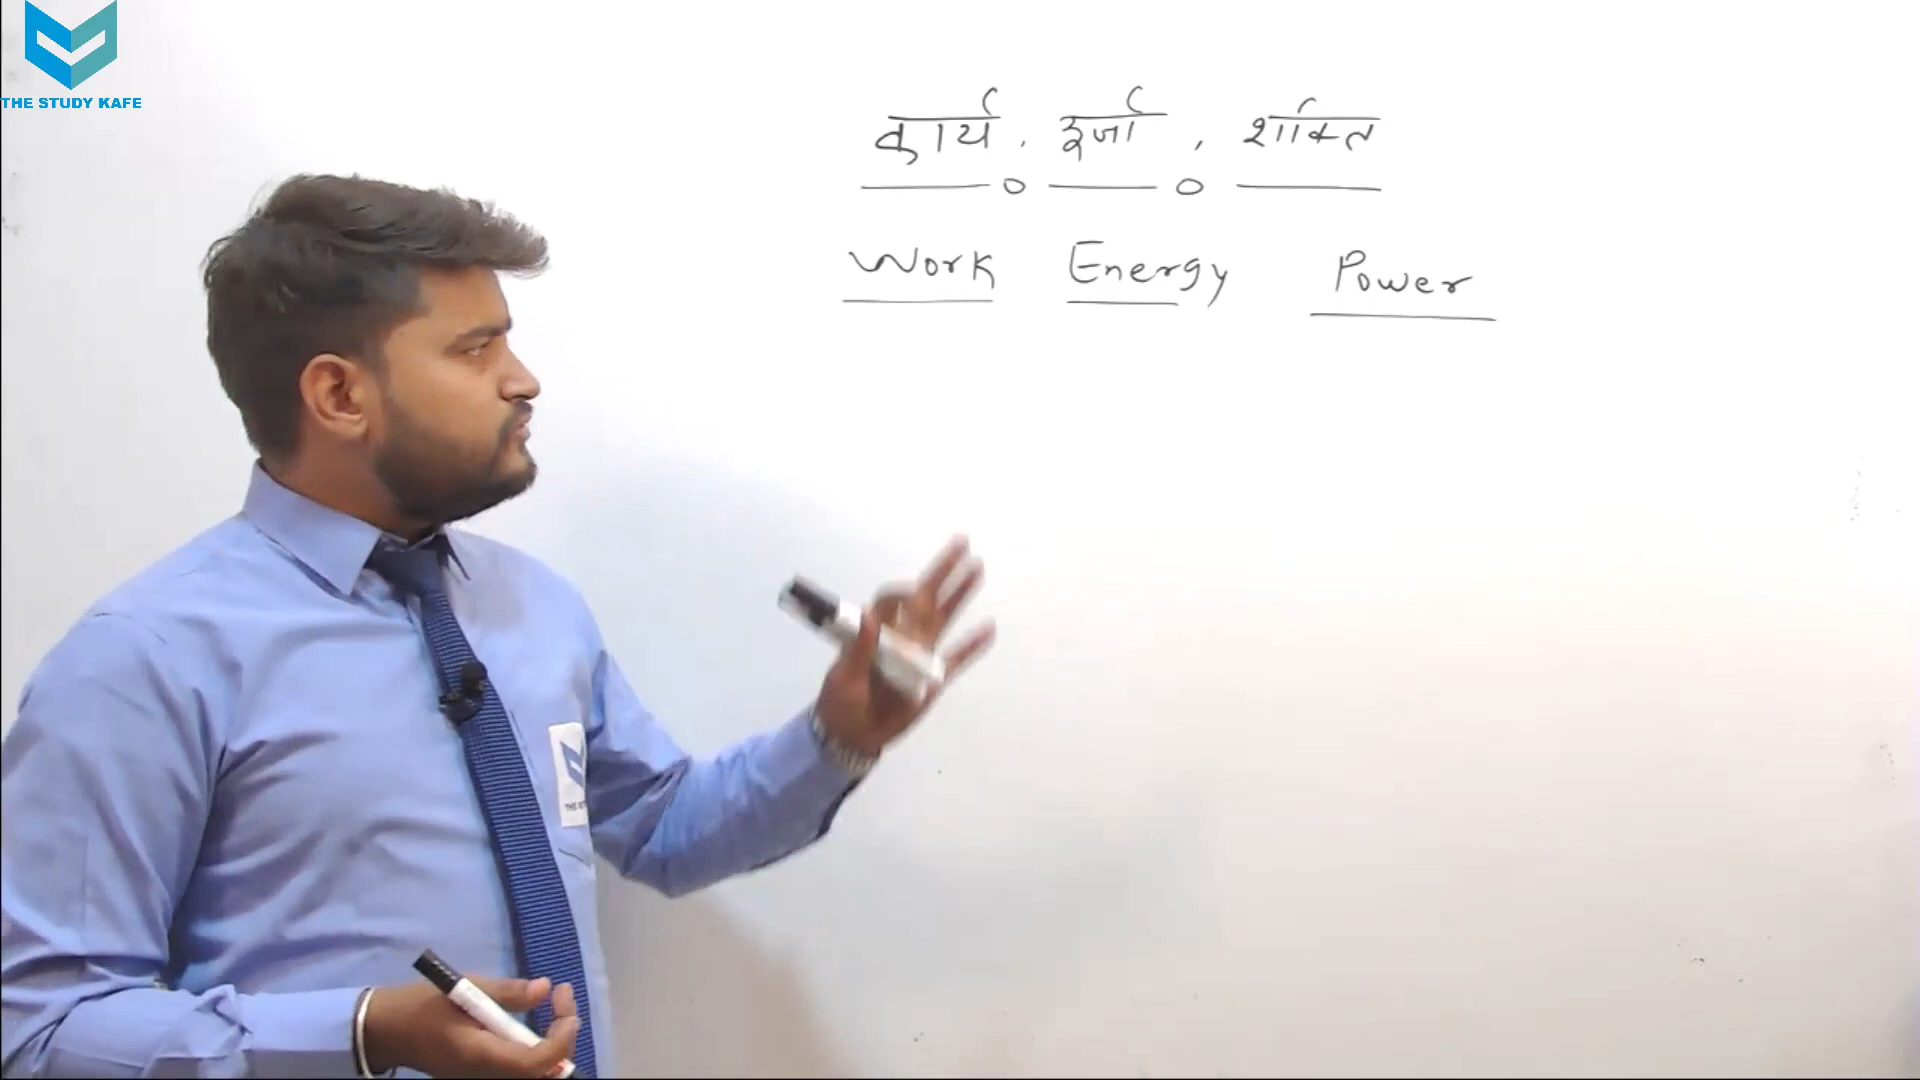 THE STUDY KAFE
कार्य, ऊर्जा, शक्ति
Work Energy Power